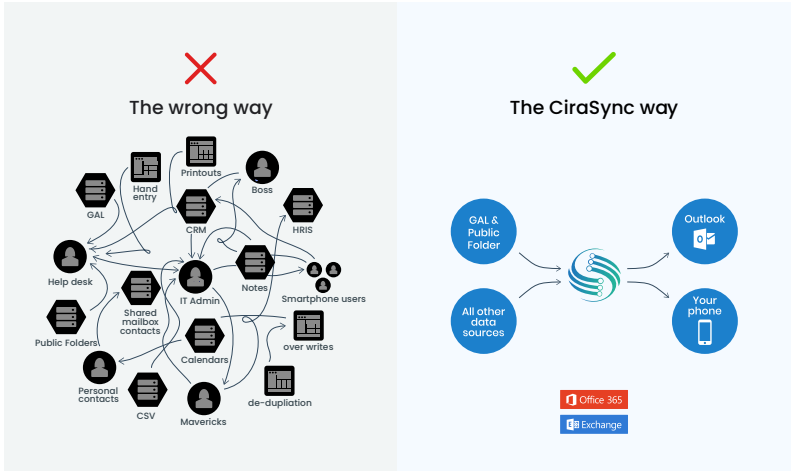 The wrong way
Printouts
Hand
entry
Boss
GAL
CRM
HRIS
Help desk
IT Admin
Notes
Smartphone users
Shared
mailbox
contacts
Public Folders
over writes
Calendars
Personal
contacts
CSV
Mavericks
de-dupliation
The CiraSync way
GAL &
Public
Folder
Outlook
All other
data
sources
Your
phone
Office 365
Exchange